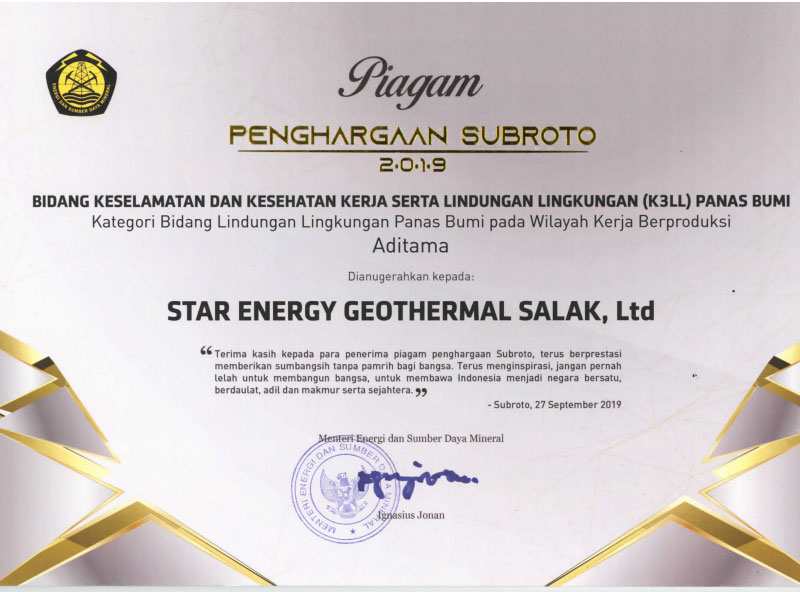 Piagam
PENGHARGAAN SUBROTO
2·0·1·9
BIDANG KESELAMATAN DAN KESEHATAN KERJA SERTA LINDUNGAN LINGKUNGAN (K3LL) PANAS BUMI
Kategori Bidang Lindungan Lingkungan Panas Bumi pada Wilayah Kerja Berproduksi
Aditama
Dianugerahkan kepada:
STAR ENERGY GEOTHERMAL SALAK, Ltd
“Terima kasih kepada para penerima piagam penghargaan Subroto, terus berprestasi
memberikan sumbangsih tanpa pamrih bagi bangsa. Terus menginspirasi, jangan pernah
lelah untuk membangun bangsa, untuk membawa Indonesia menjadi negara bersatu,
berdaulat, adil dan makmur serta sejahtera.”
- Subroto, 27 September 2019
Menteri Energi dan Sumber Daya Mineral
MENTERI ENERGI DAN SUMBER DAYA MINERAL
Ignasius Jonan
ENERGI DAN SUMBER DAYA MINERAL